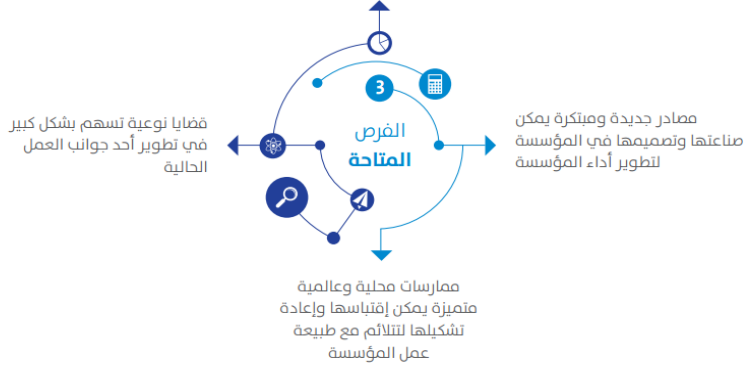 3
الفرص
المتاحة
مصادر جديدة ومبتكرة يمكن
صناعتها وتصميمها في المؤسسة
لتطوير أداء المؤسسة
قضايا نوعية تسهم بشكل كبير
في تطوير أحد جوانب العمل
الحالية
ممارسات محلية وعالمية
متميزة يمكن إقتباسها وإعادة
تشكيلها لتتلائم مع طبيعة
عمل المؤسسة